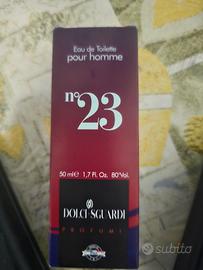 Eau de Toilette
pour homme
n° 23
50 ml e 1,7 Fl. Oz. 80°Vol.
DOLCI SGUARDI
PROFUMI
subito